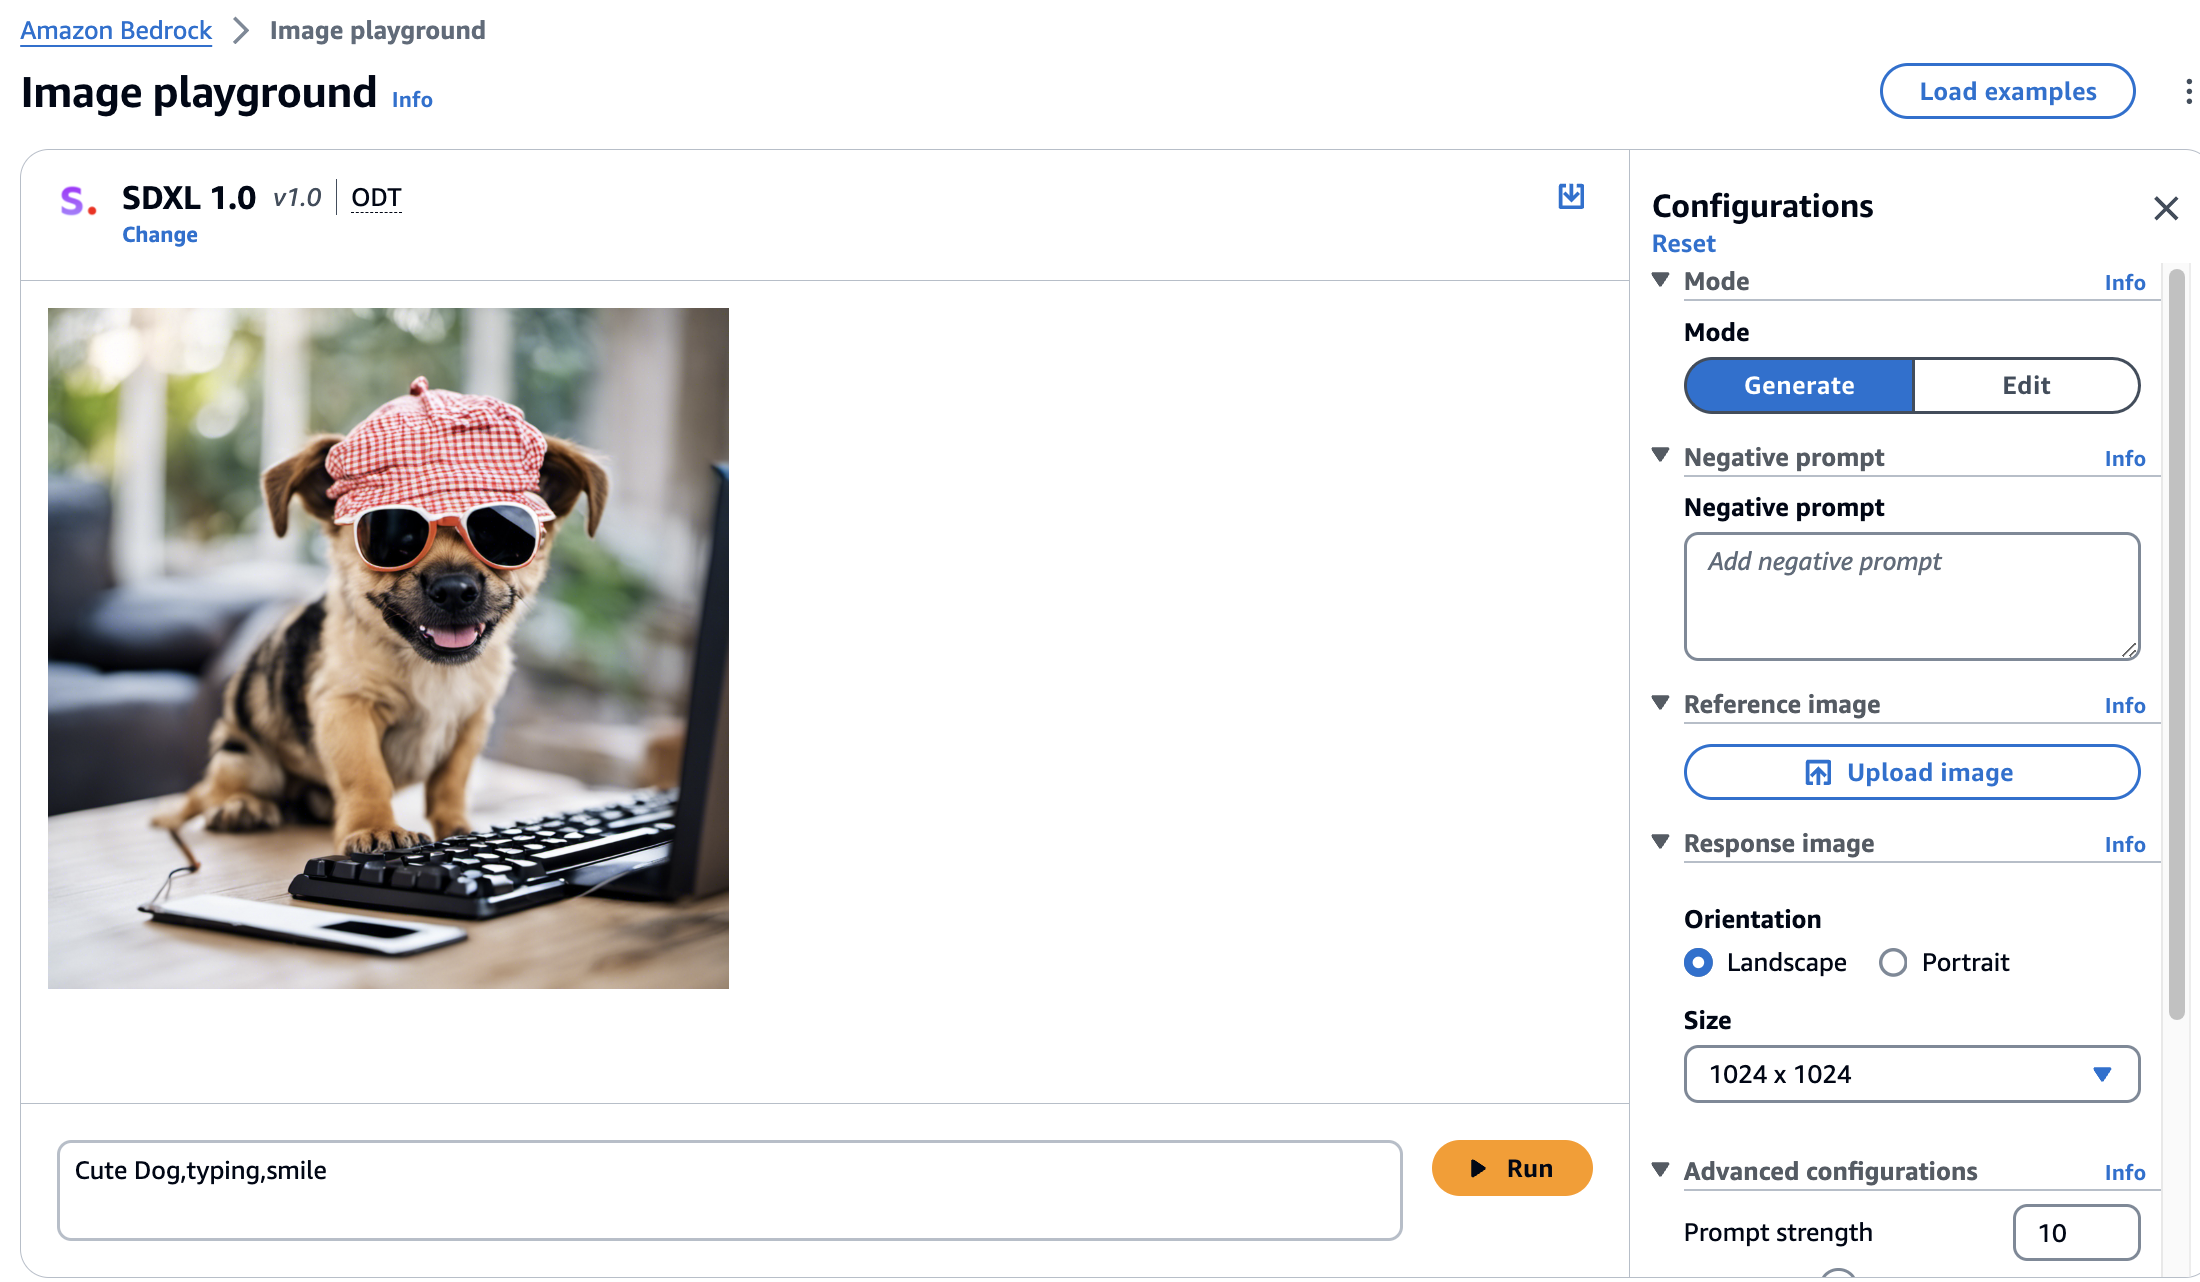 Amazon Bedrock > Image playground
Image playground Info
Load examples
S. SDXL 1.0 v1.0 | ODT
Change
Cute Dog,typing,smile
Run
Configurations
Reset
Mode Info
Mode
Generate Edit
Negative prompt Info
Negative prompt
Add negative prompt
Reference image Info
Upload image
Response image Info
Orientation
Landscape Portrait
Size
1024 x 1024
Advanced configurations Info
Prompt strength 10